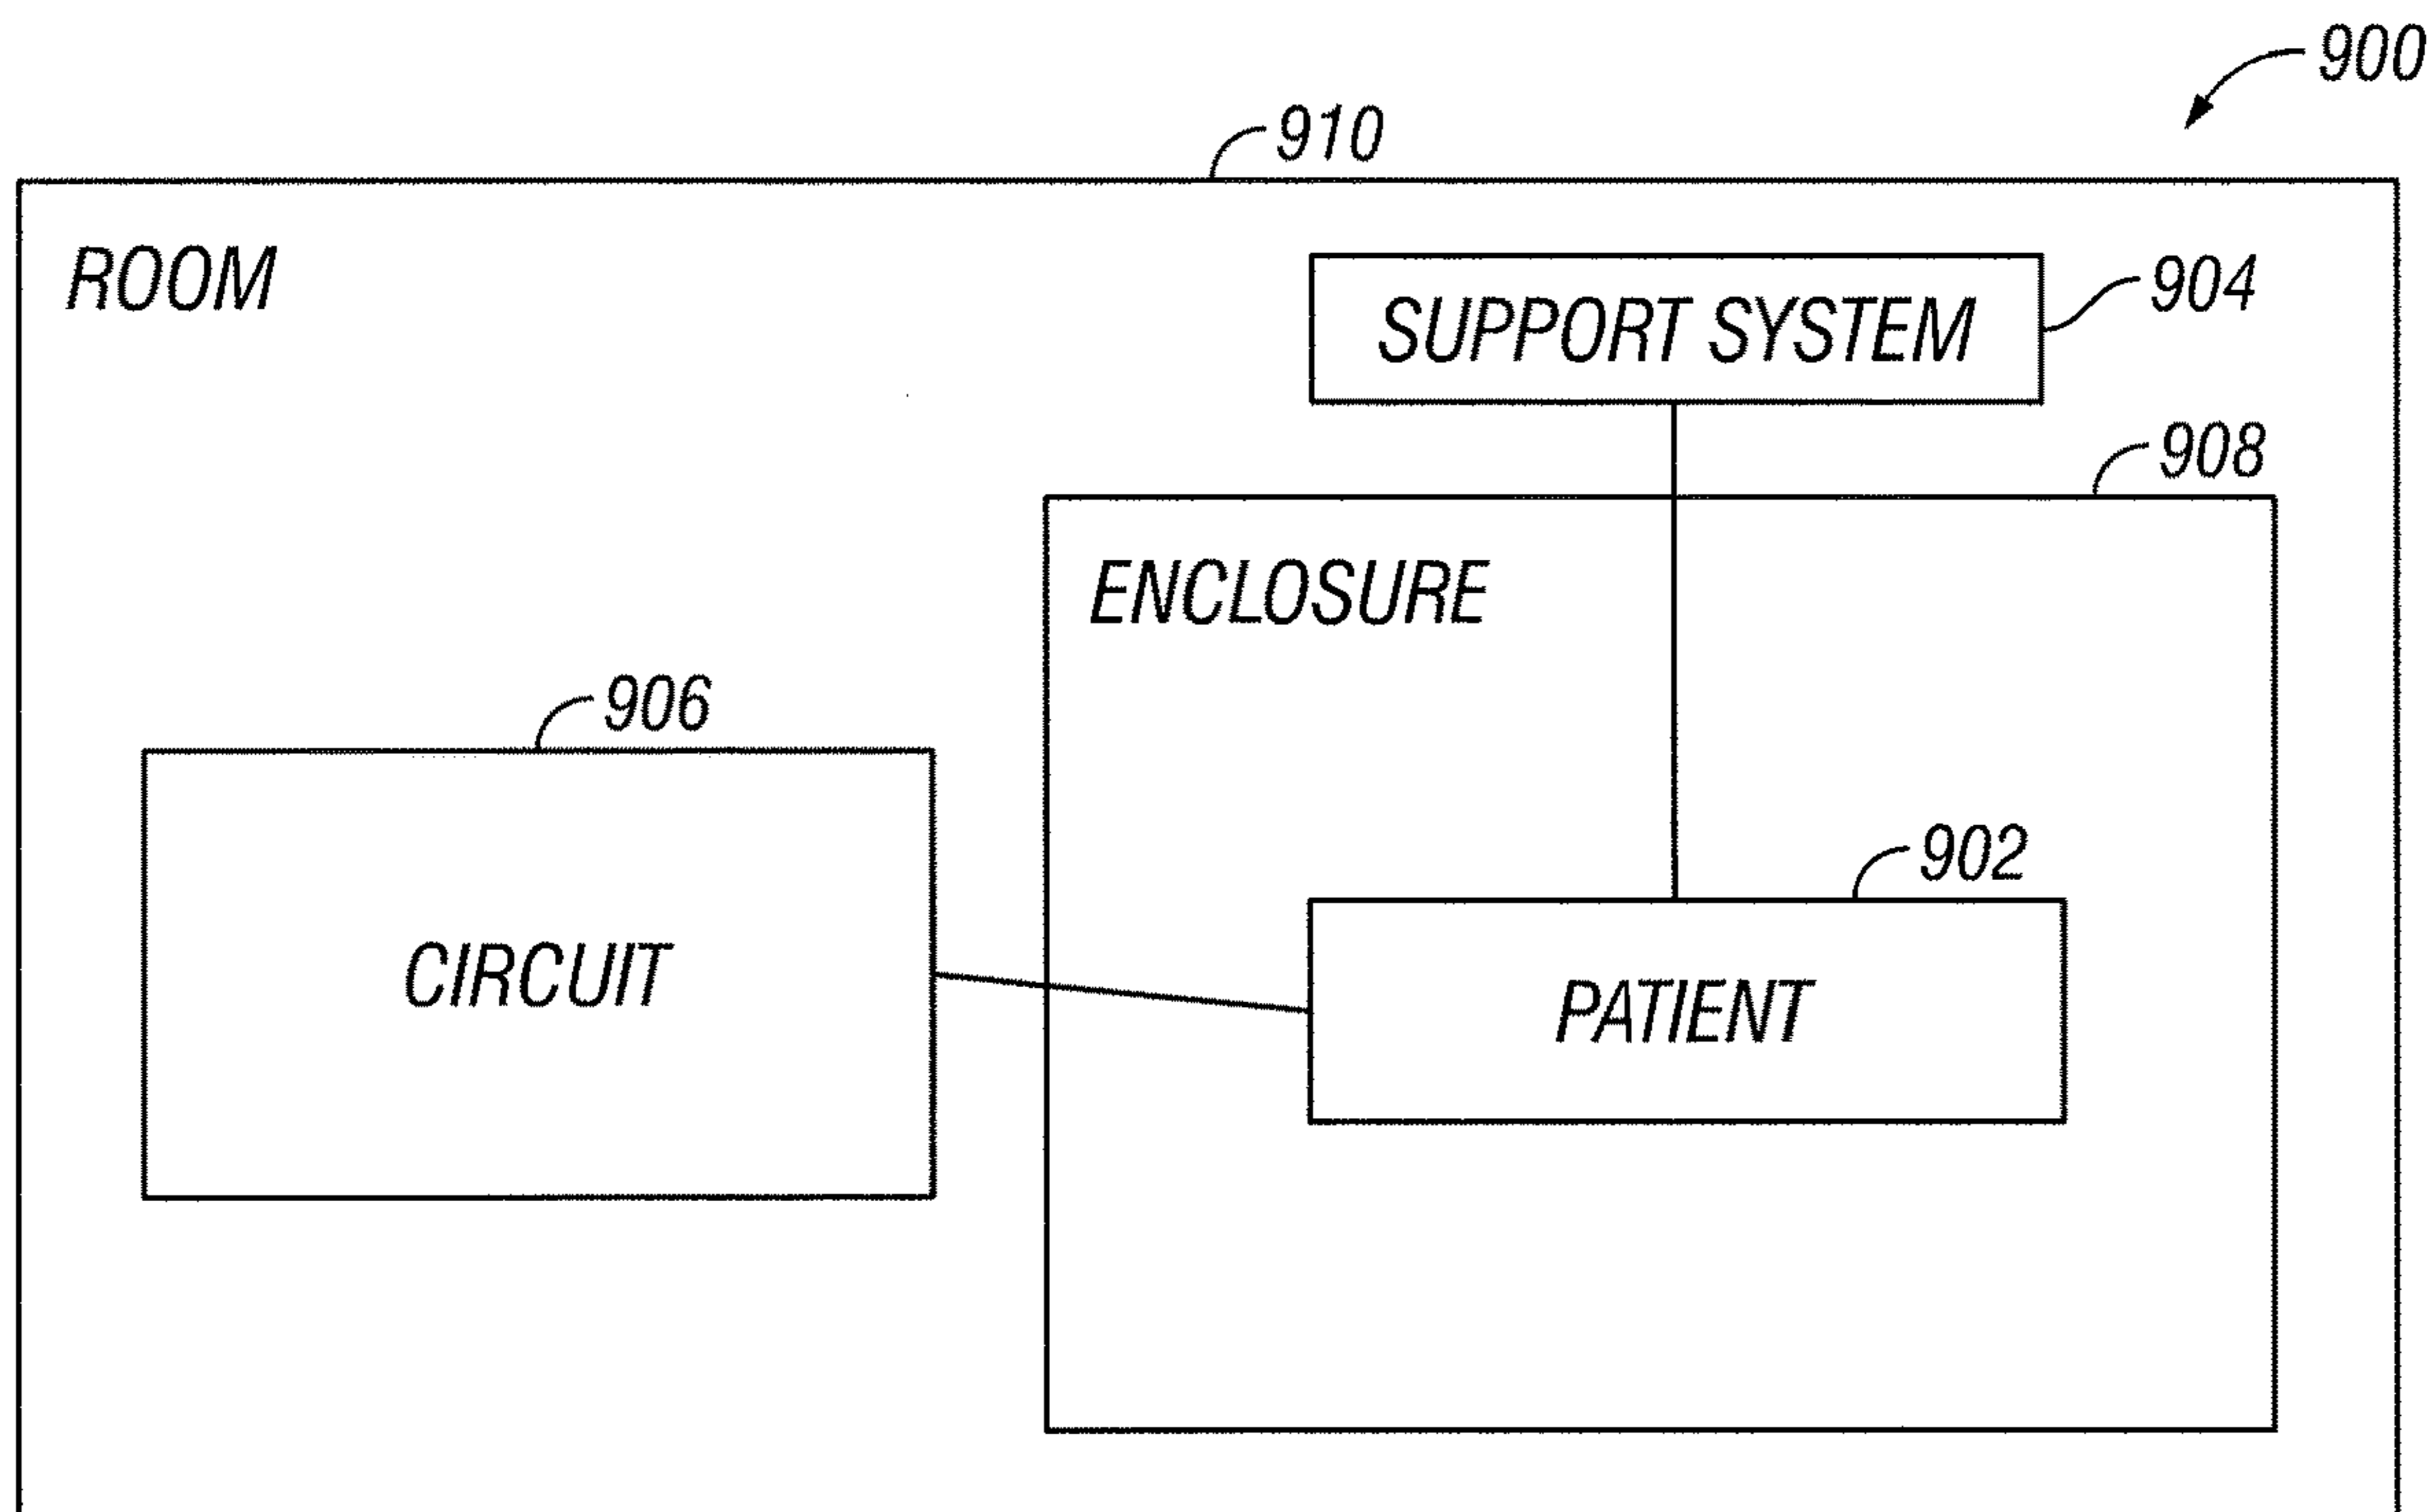 900
910
ROOM
SUPPORT SYSTEM
904
908
ENCLOSURE
906
902
CIRCUIT
PATIENT